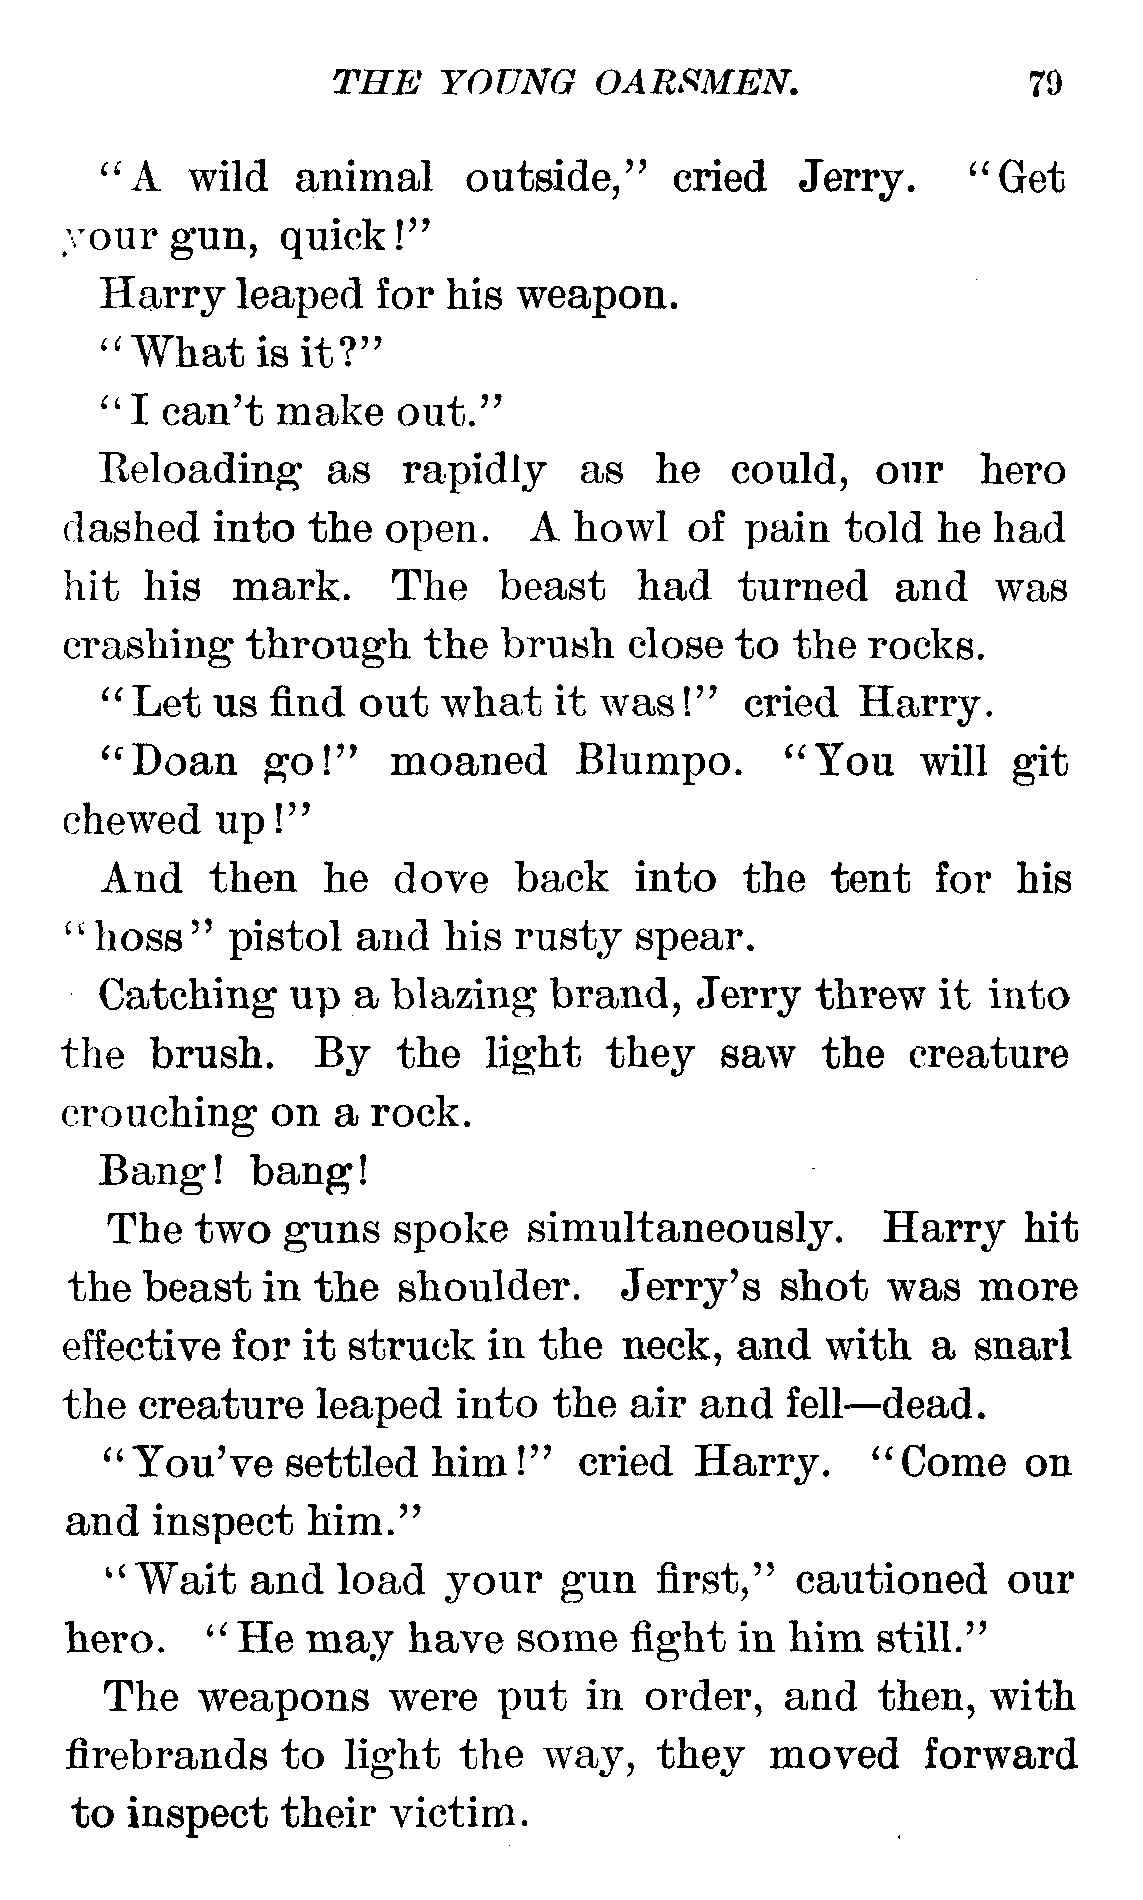 THE YOUNG OARSMEN. 79
“A wild animal outside,” cried Jerry. “Get
your gun, quick!”
Harry leaped for his weapon.
“What is it?”
“I can’t make out.”
Reloading as rapidly as he could, our hero
dashed into the open. A howl of pain told he had
hit his mark. The beast had turned and was
crashing through the brush close to the rocks.
“Let us find out what it was!” cried Harry.
“Doan go!” moaned Blumpo. “You will git
chewed up!”
And then he dove back into the tent for his
“hoss” pistol and his rusty spear.
Catching up a blazing brand, Jerry threw it into
the brush. By the light they saw the creature
crouching on a rock.
Bang! bang!
The two guns spoke simultaneously. Harry hit
the beast in the shoulder. Jerry’s shot was more
effective for it struck in the neck, and with a snarl
the creature leaped into the air and fell—dead.
“You’ve settled him!” cried Harry. “Come on
and inspect him.”
“Wait and load your gun first,” cautioned our
hero. “He may have some fight in him still.”
The weapons were put in order, and then, with
firebrands to light the way, they moved forward
to inspect their victim.